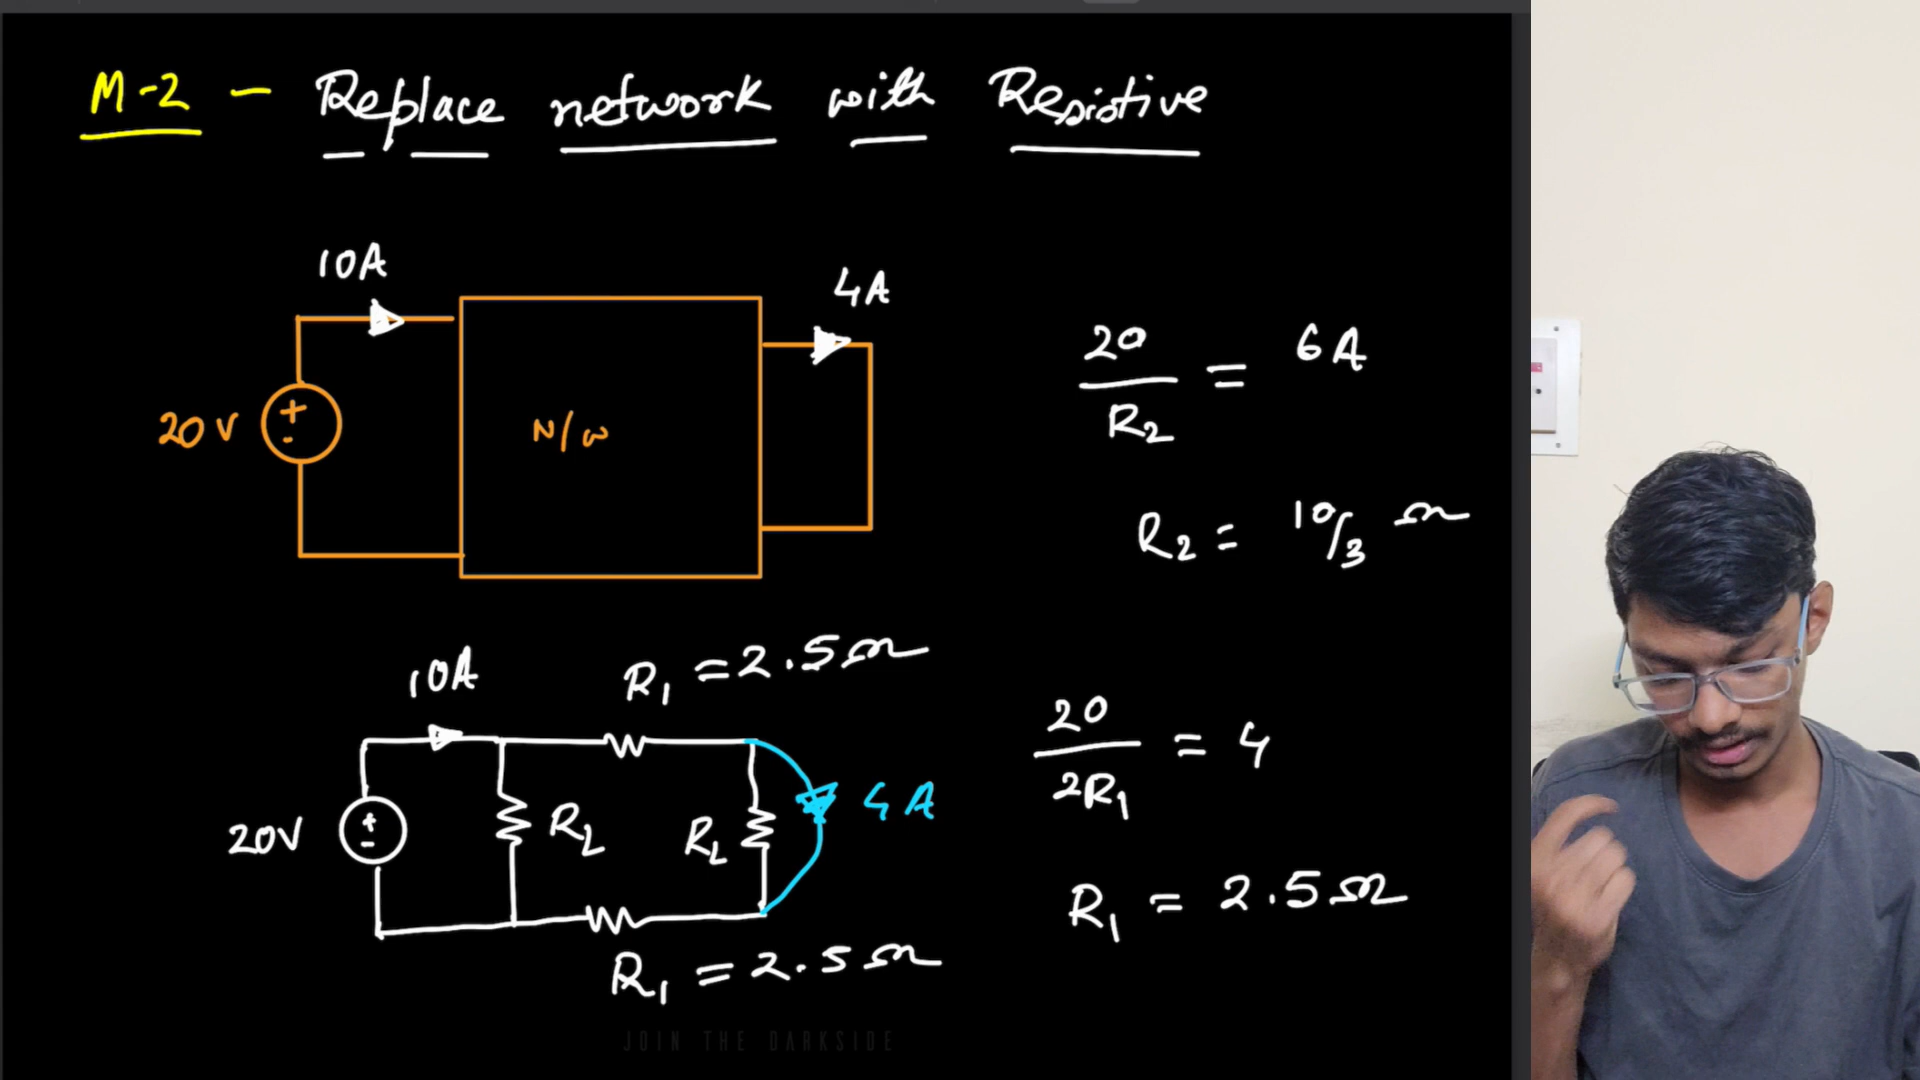 M-2 - Replace network with Resistive
10A
4A
20 V
+
-
N/W
20/R2 = 6A
R2 = 10/3 Ω
10A
R1 = 2.5Ω
20V
+
-
R2
RL
4A
R1 = 2.5Ω
20/2R1 = 4
R1 = 2.5Ω
JOIN THE DARKSIDE